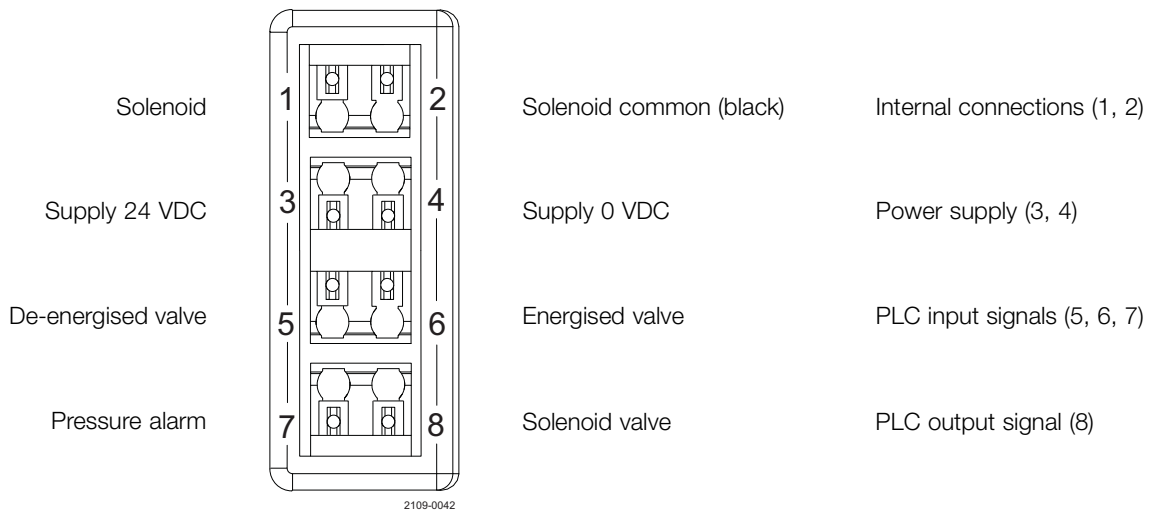 Solenoid 1 2 Solenoid common (black) Internal connections (1, 2)
Supply 24 VDC 3 4 Supply 0 VDC Power supply (3, 4)
De-energised valve 5 6 Energised valve PLC input signals (5, 6, 7)
Pressure alarm 7 8 Solenoid valve PLC output signal (8)
2109-0042